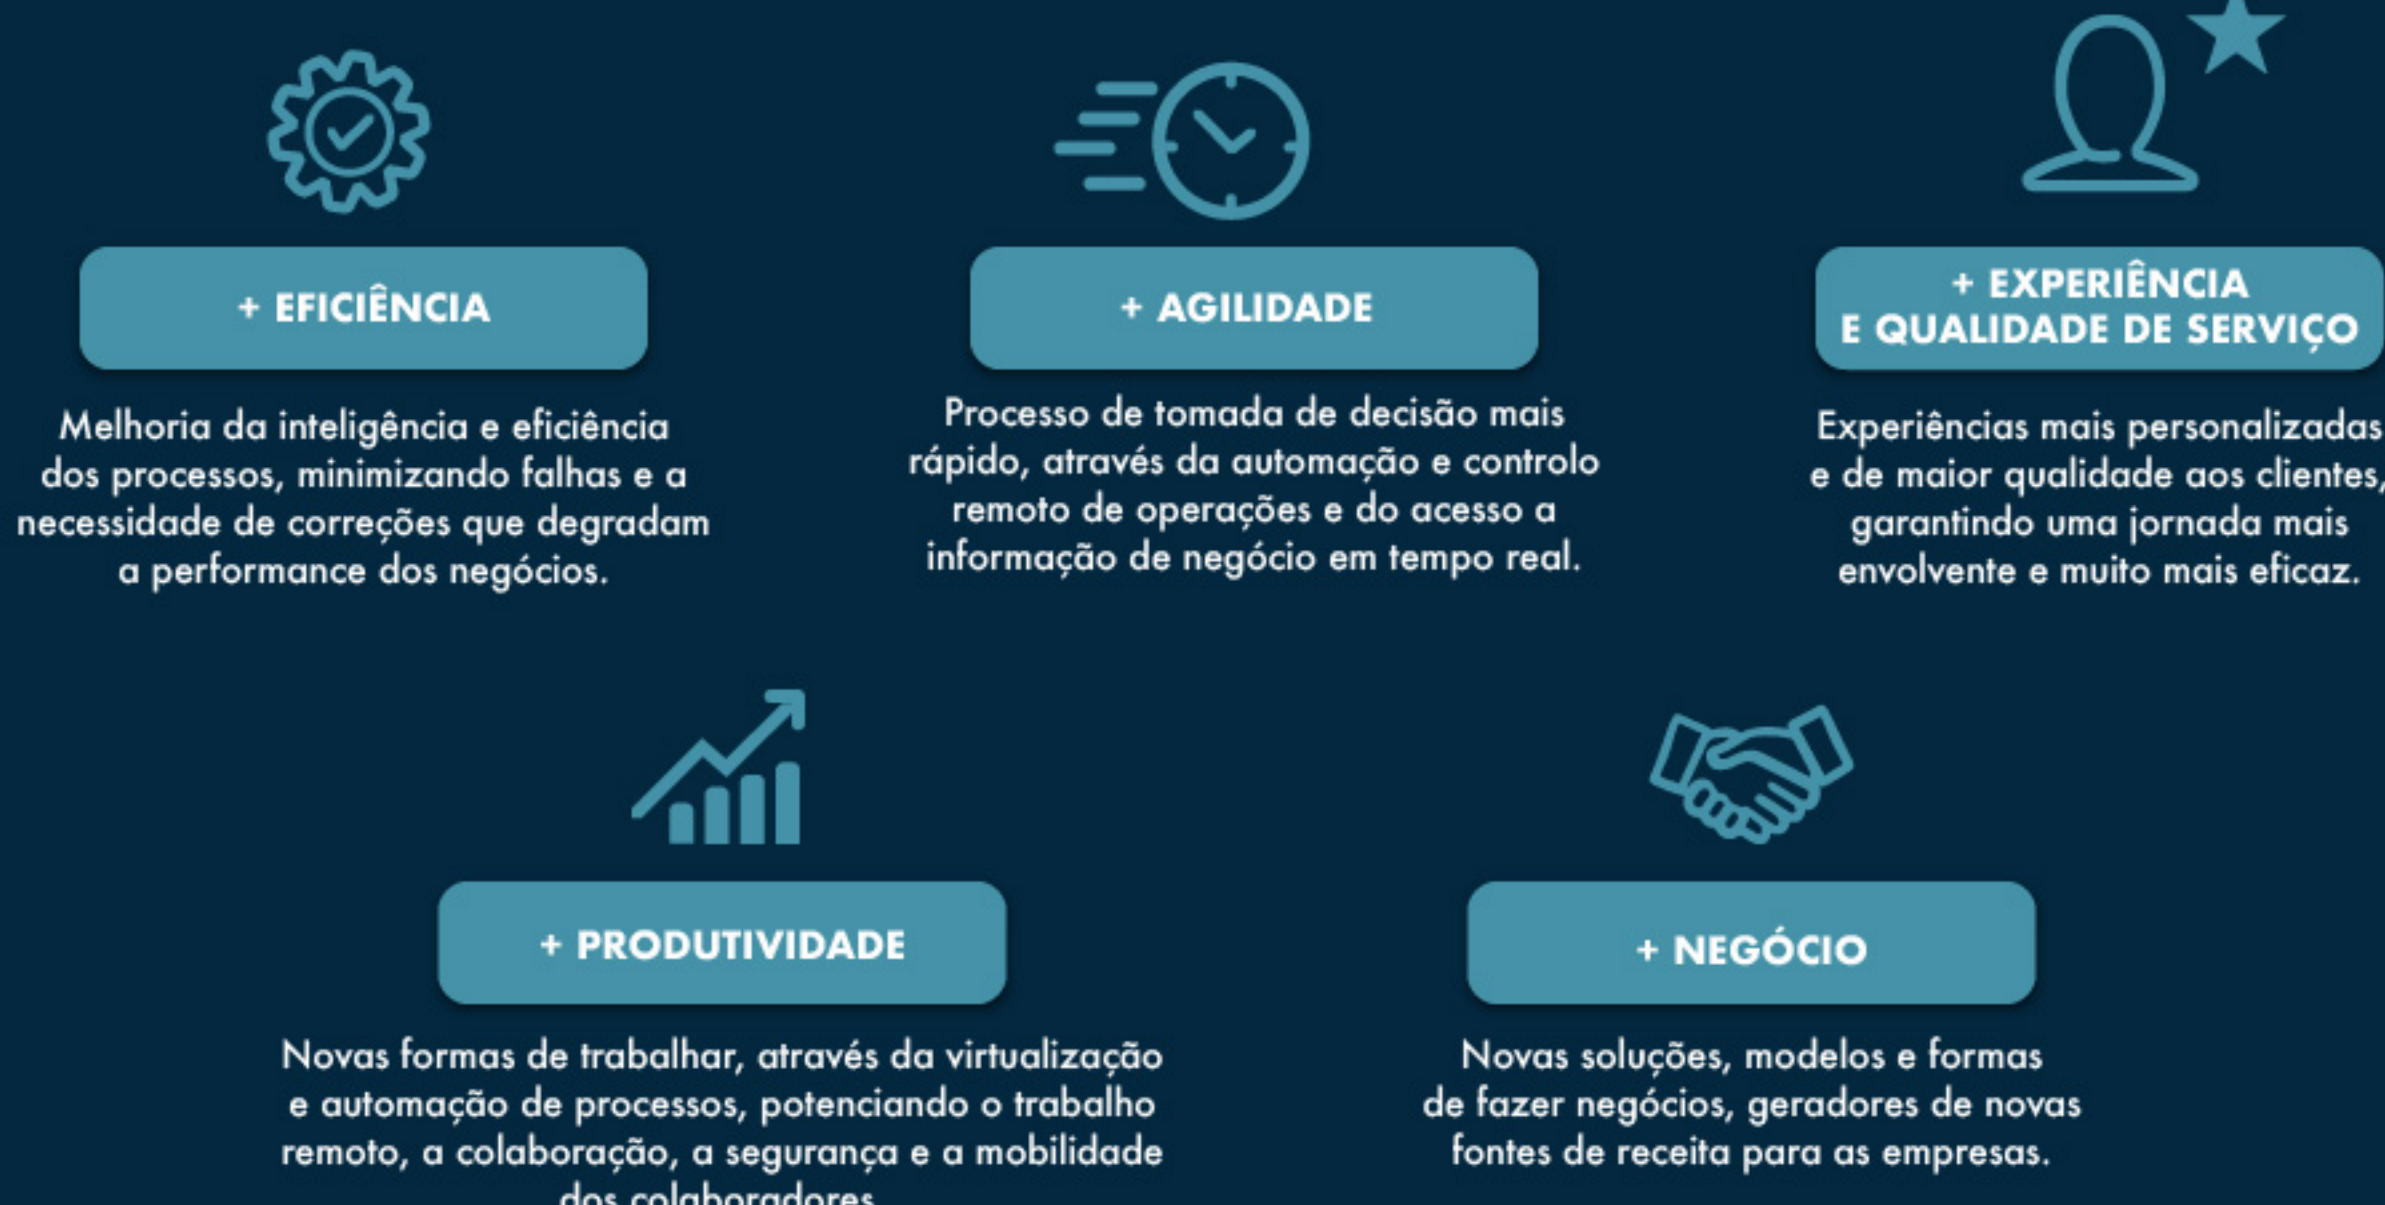 + EFICIÊNCIA
Melhoria da inteligência e eficiência
dos processos, minimizando falhas e a
necessidade de correções que degradam
a performance dos negócios.
+ AGILIDADE
Processo de tomada de decisão mais
rápido, através da automação e controlo
remoto de operações e do acesso a
informação de negócio em tempo real.
+ EXPERIÊNCIA
E QUALIDADE DE SERVIÇO
Experiências mais personalizadas
e de maior qualidade aos clientes,
garantindo uma jornada mais
envolvente e muito mais eficaz.
+ PRODUTIVIDADE
Novas formas de trabalhar, através da virtualização
e automação de processos, potenciando o trabalho
remoto, a colaboração, a segurança e a mobilidade
dos colaboradores
+ NEGÓCIO
Novas soluções, modelos e formas
de fazer negócios, geradores de novas
fontes de receita para as empresas.